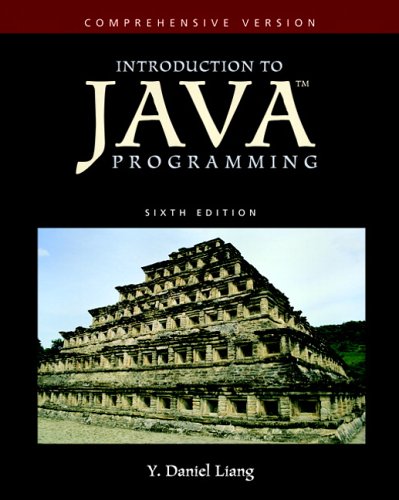 COMPREHENSIVE VERSION
INTRODUCTION TO
JAVA™
PROGRAMMING
SIXTH EDITION
Y. Daniel Liang